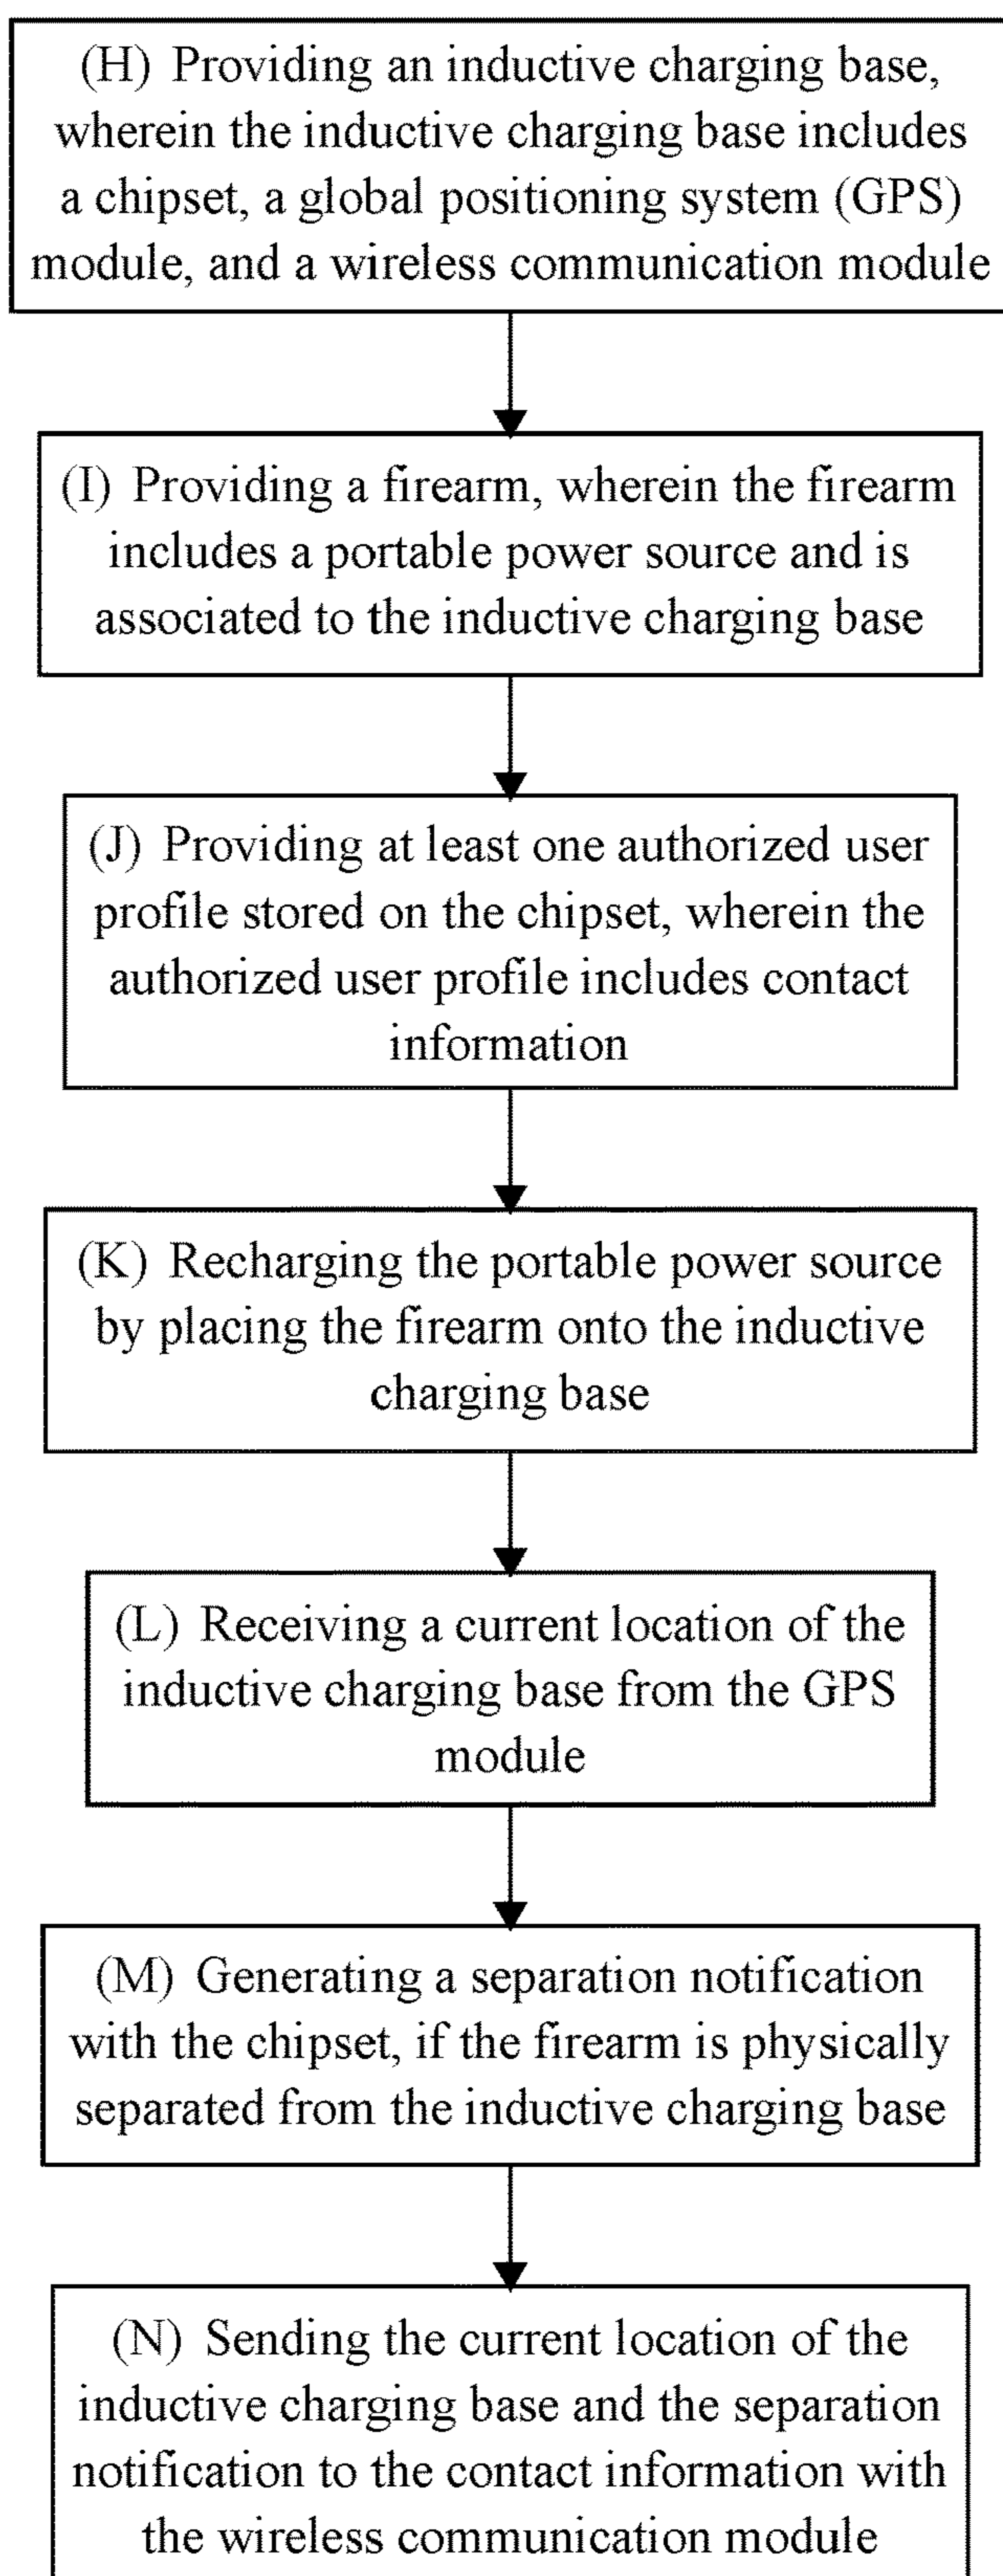 (H) Providing an inductive charging base,
wherein the inductive charging base includes
a chipset, a global positioning system (GPS)
module, and a wireless communication module
(I) Providing a firearm, wherein the firearm
includes a portable power source and is
associated to the inductive charging base
(J) Providing at least one authorized user
profile stored on the chipset, wherein the
authorized user profile includes contact
information
(K) Recharging the portable power source
by placing the firearm onto the inductive
charging base
(L) Receiving a current location of the
inductive charging base from the GPS
module
(M) Generating a separation notification
with the chipset, if the firearm is physically
separated from the inductive charging base
(N) Sending the current location of the
inductive charging base and the separation
notification to the contact information with
the wireless communication module